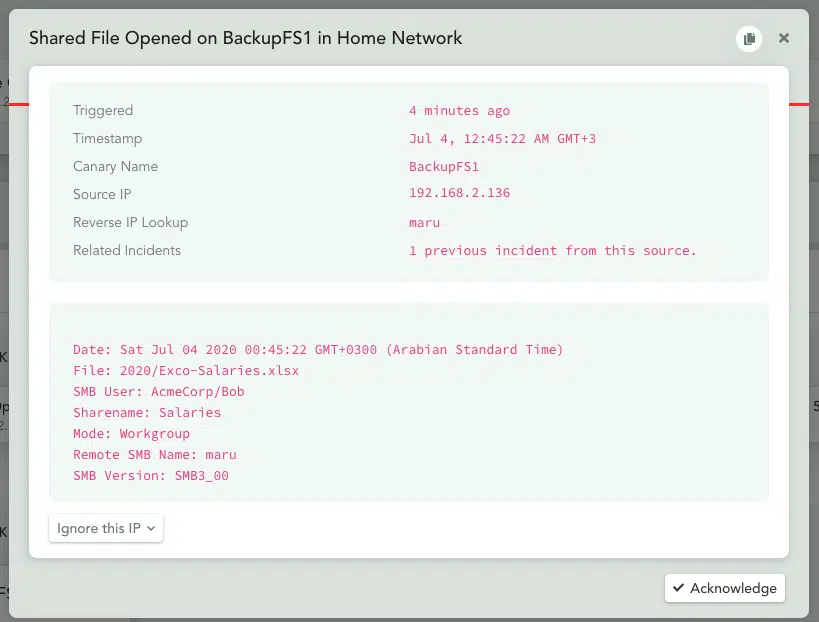 Shared File Opened on BackupFS1 in Home Network
Triggered 4 minutes ago
Timestamp Jul 4, 12:45:22 AM GMT+3
Canary Name BackupFS1
Source IP 192.168.2.136
Reverse IP Lookup maru
Related Incidents 1 previous incident from this source.
Date: Sat Jul 04 2020 00:45:22 GMT+0300 (Arabian Standard Time)
File: 2020/Exco-Salaries.xlsx
SMB User: AcmeCorp/Bob
Sharename: Salaries
Mode: Workgroup
Remote SMB Name: maru
SMB Version: SMB3_00
Ignore this IP
Acknowledge